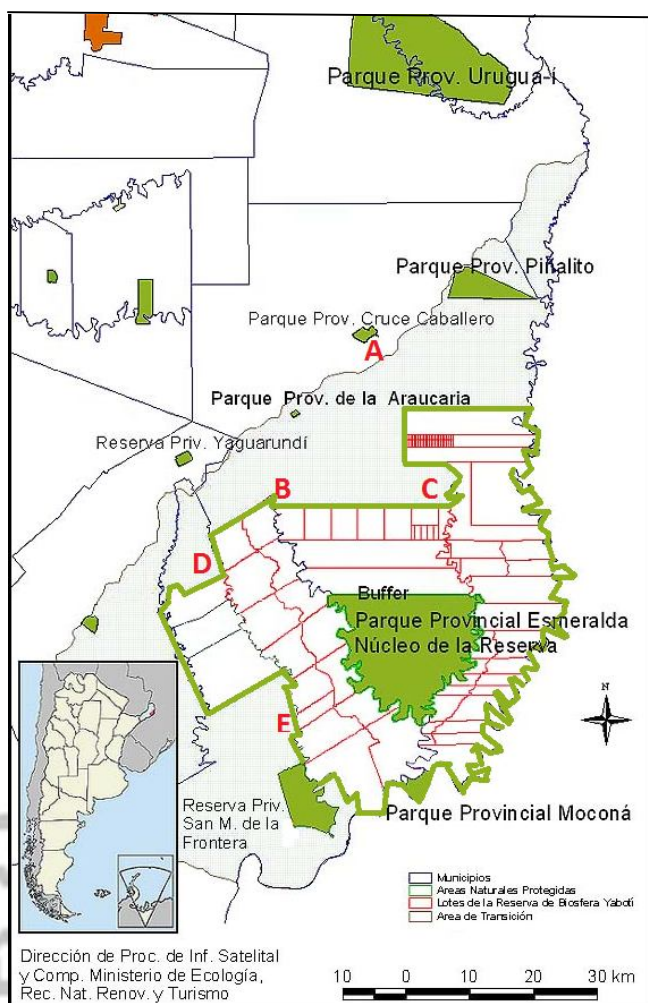 Parque Prov. Urugua-í
Parque Prov. Piñalito
Parque Prov. Cruce Caballero
A
Parque Prov. de la Araucaria
Reserva Priv. Yaguarundí
B
C
D
Buffer
Parque Provincial Esmeralda
Núcleo de la Reserva
E
N
Reserva Priv.
San M. de la
Frontera
Parque Provincial Moconá
Municipios
Areas Naturales Protegidas
Lotes de la Reserva de Biosfera Yabotí
Area de Transición
Dirección de Proc. de Inf. Satelital
y Comp. Ministerio de Ecología,
Rec. Nat. Renov. y Turismo
10 0 10 20 30 km